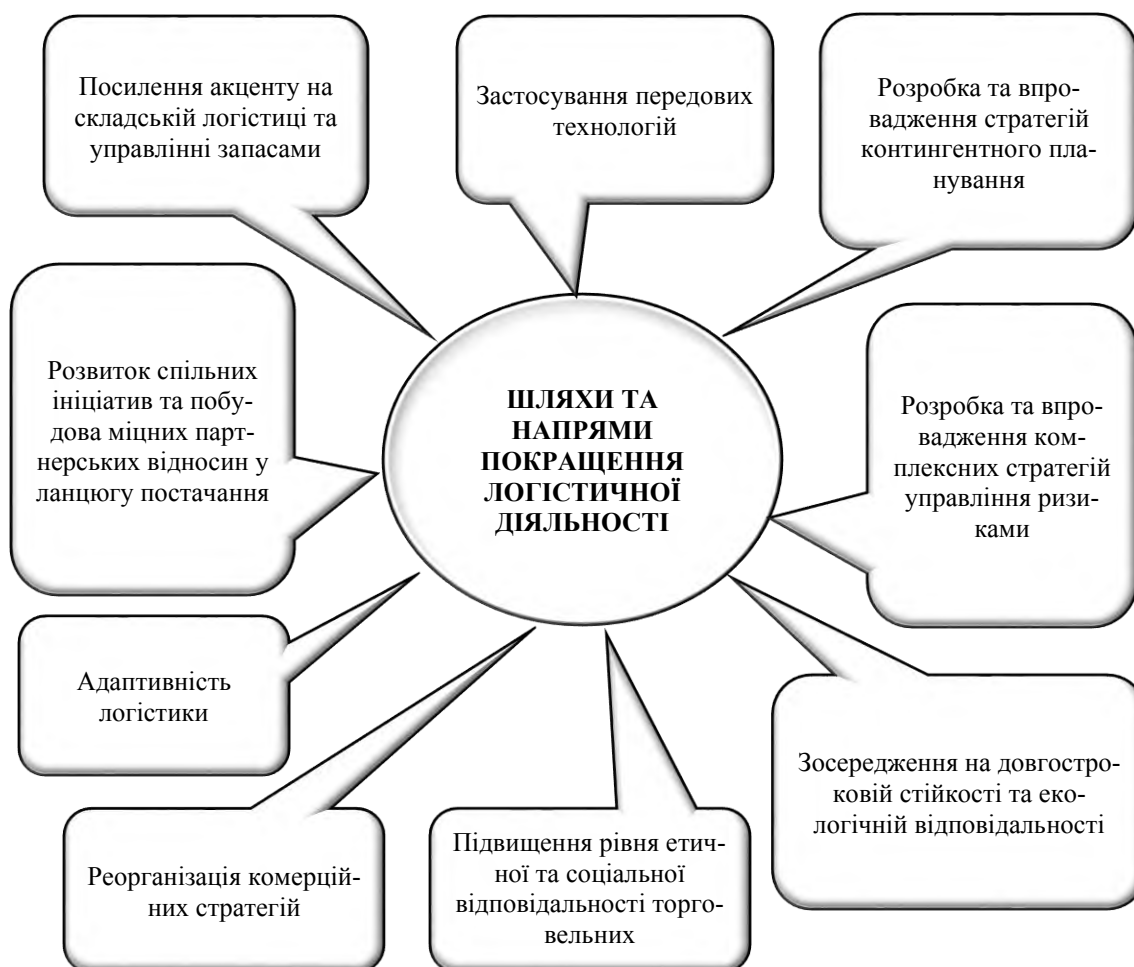 Посилення акценту на
складській логістиці та
управлінні запасами
Застосування передових
технологій
Розробка та впро-
вадження стратегій
контингентного пла-
нування
Розвиток спільних
ініціатив та побу-
дова міцних парт-
нерських відносин у
ланцюгу постачання
ШЛЯХИ ТА
НАПРЯМИ
ПОКРАЩЕННЯ
ЛОГІСТИЧНОЇ
ДІЯЛЬНОСТІ
Розробка та впро-
вадження ком-
плексних стратегій
управління ризи-
ками
Адаптивність
логістики
Зосередження на довгостро-
ковій стійкості та еко-
логічній відповідальності
Реорганізація комерцій-
них стратегій
Підвищення рівня етич-
ної та соціальної
відповідальності торго-
вельних